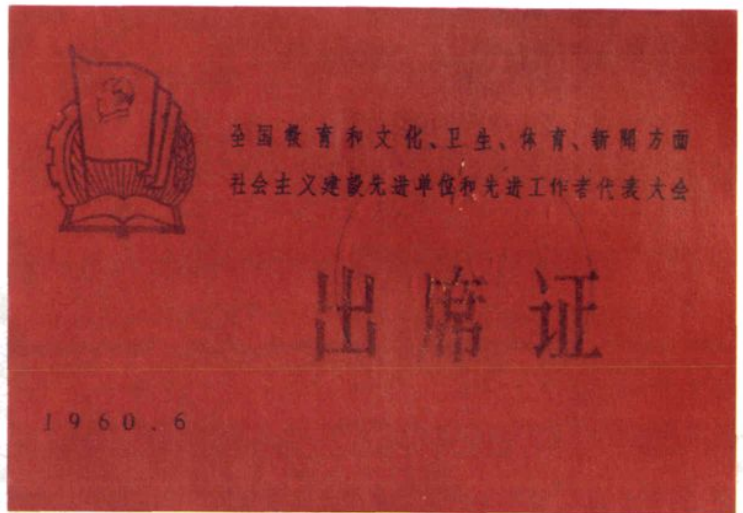 全国教育和文化、卫生、体育、新闻方面
社会主义建设先进单位和先进工作者代表大会
出席证
1960.6